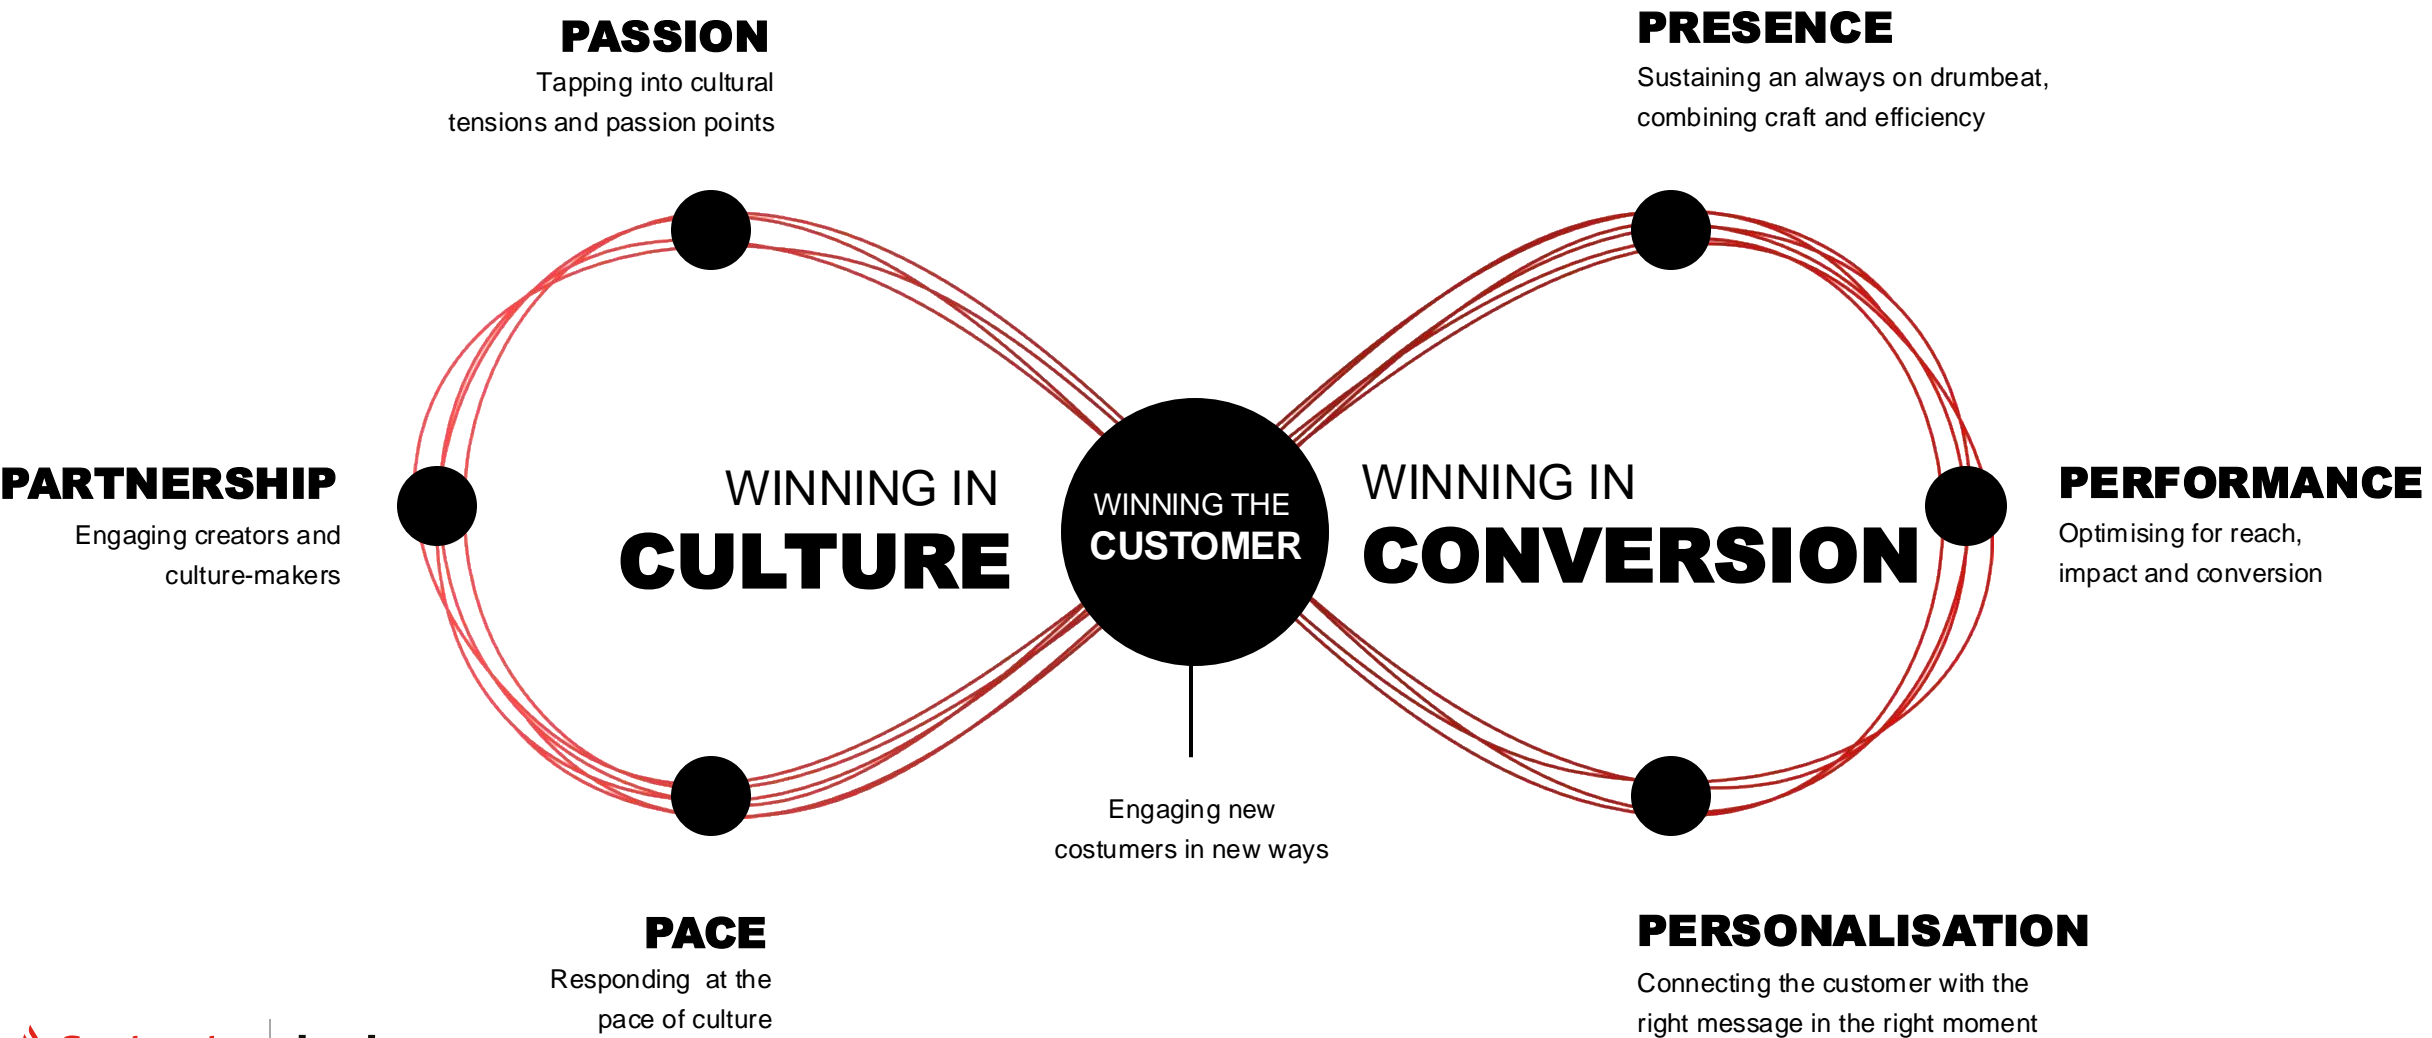 PASSION
Tapping into cultural
tensions and passion points
PRESENCE
Sustaining an always on drumbeat,
combining craft and efficiency
PARTNERSHIP
Engaging creators and
culture-makers
WINNING IN
CULTURE
WINNING THE
CUSTOMER
WINNING IN
CONVERSION
PERFORMANCE
Optimising for reach,
impact and conversion
Engaging new
costumers in new ways
PACE
Responding  at the
pace of culture
PERSONALISATION
Connecting the customer with the
right message in the right moment